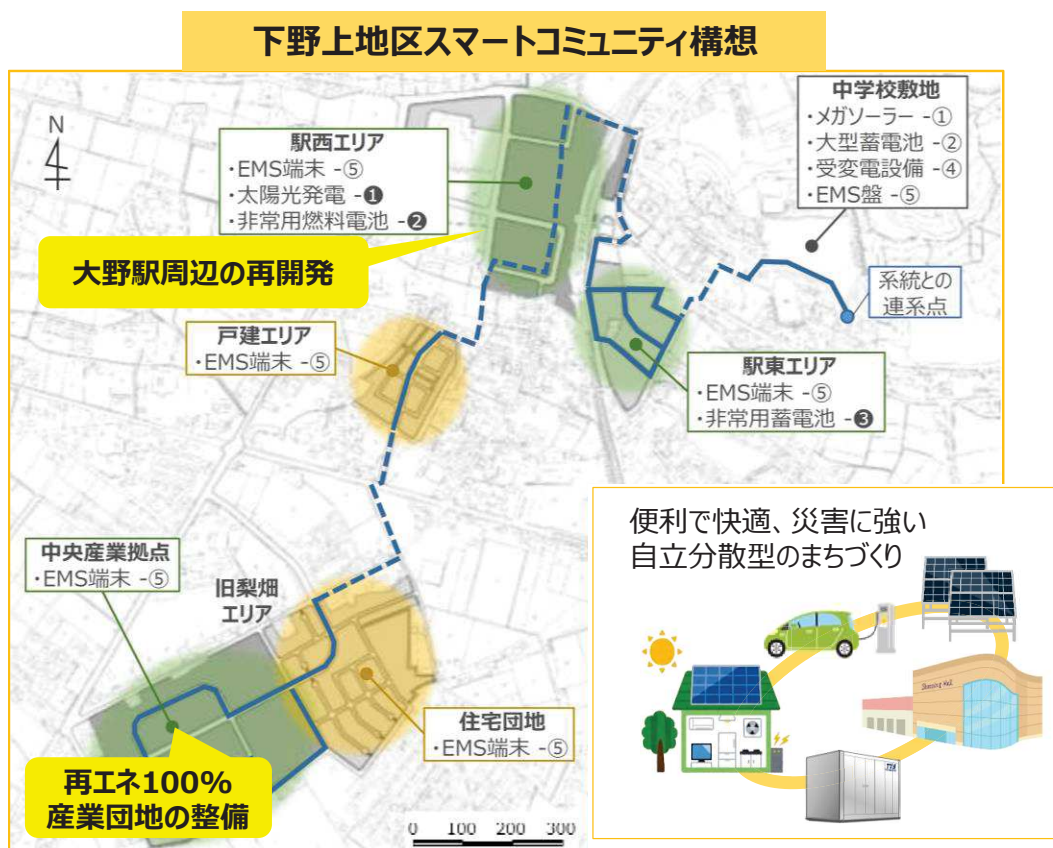 下野上地区スマートコミュニティ構想
N
駅西エリア
・EMS端末 -⑤
・太陽光発電 -❶
・非常用燃料電池 -❷
中学校敷地
・メガソーラー -①
・大型蓄電池 -②
・受変電設備 -④
・EMS盤 -⑤
大野駅周辺の再開発
系統との
連系点
戸建エリア
・EMS端末 -⑤
駅東エリア
・EMS端末 -⑤
・非常用蓄電池 -❸
中央産業拠点
・EMS端末 -⑤
旧梨畑
エリア
住宅団地
・EMS端末 -⑤
再エネ100%
産業団地の整備
0 100 200 300
便利で快適、災害に強い
自立分散型のまちづくり
Shopping Mall